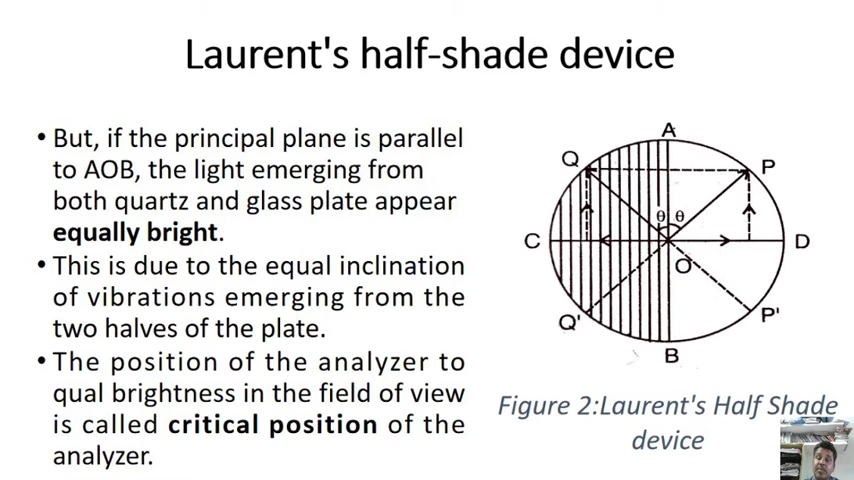 Laurent's half-shade device
• But, if the principal plane is parallel
to AOB, the light emerging from
both quartz and glass plate appear
equally bright.
• This is due to the equal inclination
of vibrations emerging from the
two halves of the plate.
• The position of the analyzer to
qual brightness in the field of view
is called critical position of the
analyzer.
A
Q
P
θ θ
C
D
O
Q'
P'
B
Figure 2:Laurent's Half Shade
device